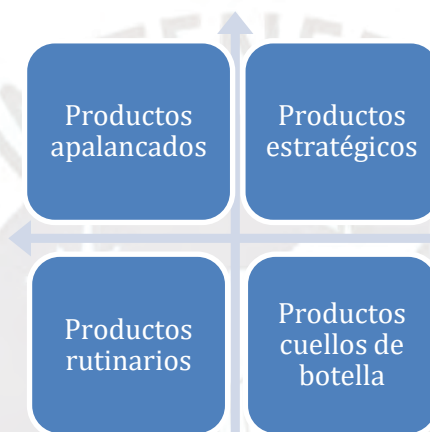 Productos
apalancados
Productos
estratégicos
Productos
rutinarios
Productos
cuellos de
botella